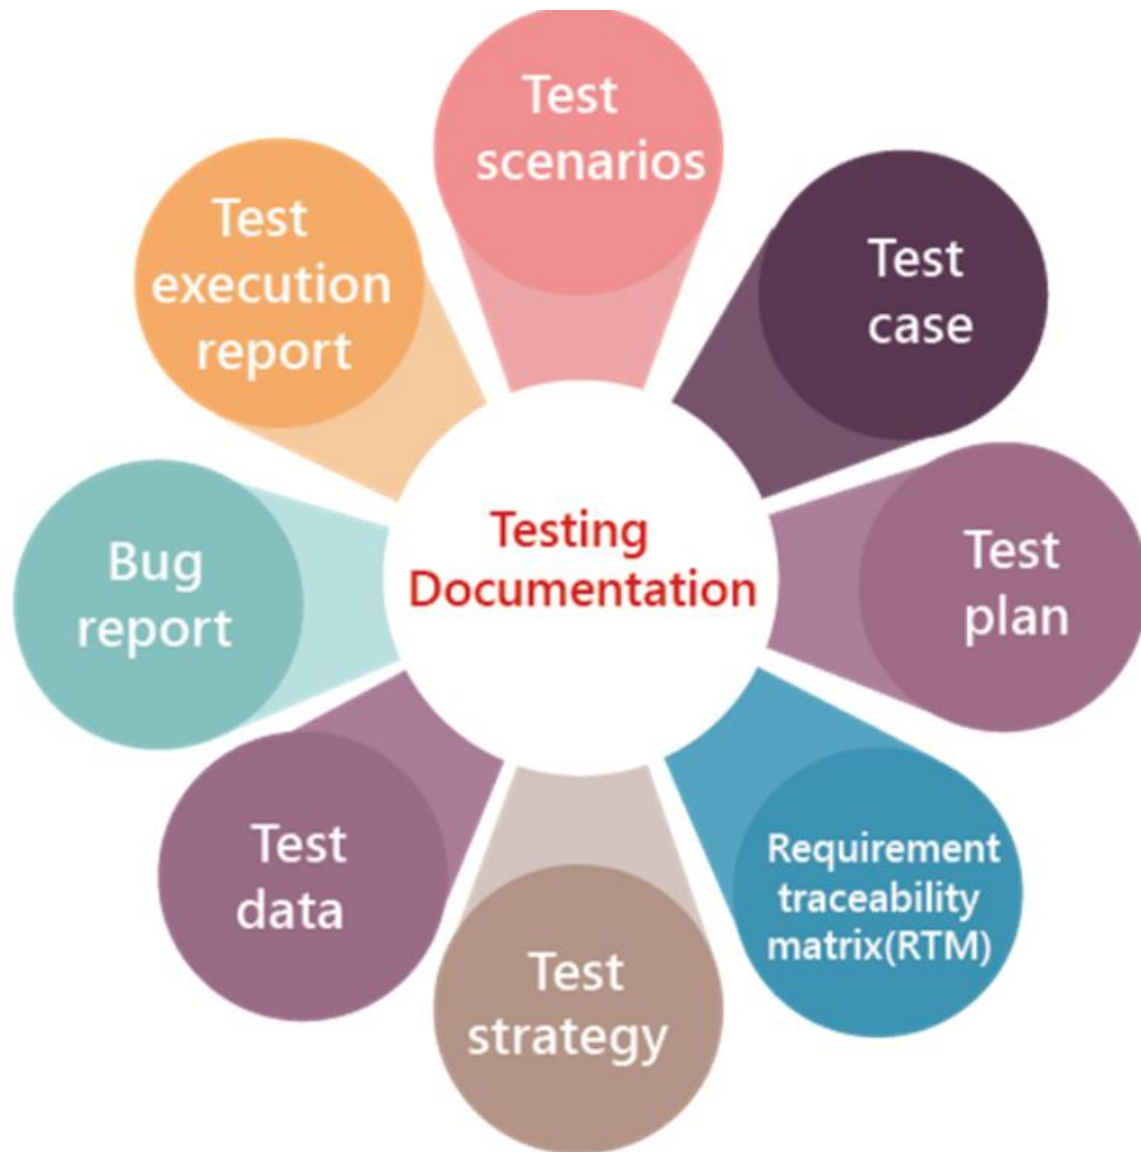 Test
scenarios
Test
case
Test
plan
Requirement
traceability
matrix(RTM)
Test
strategy
Test
data
Bug
report
Test
execution
report
Testing
Documentation